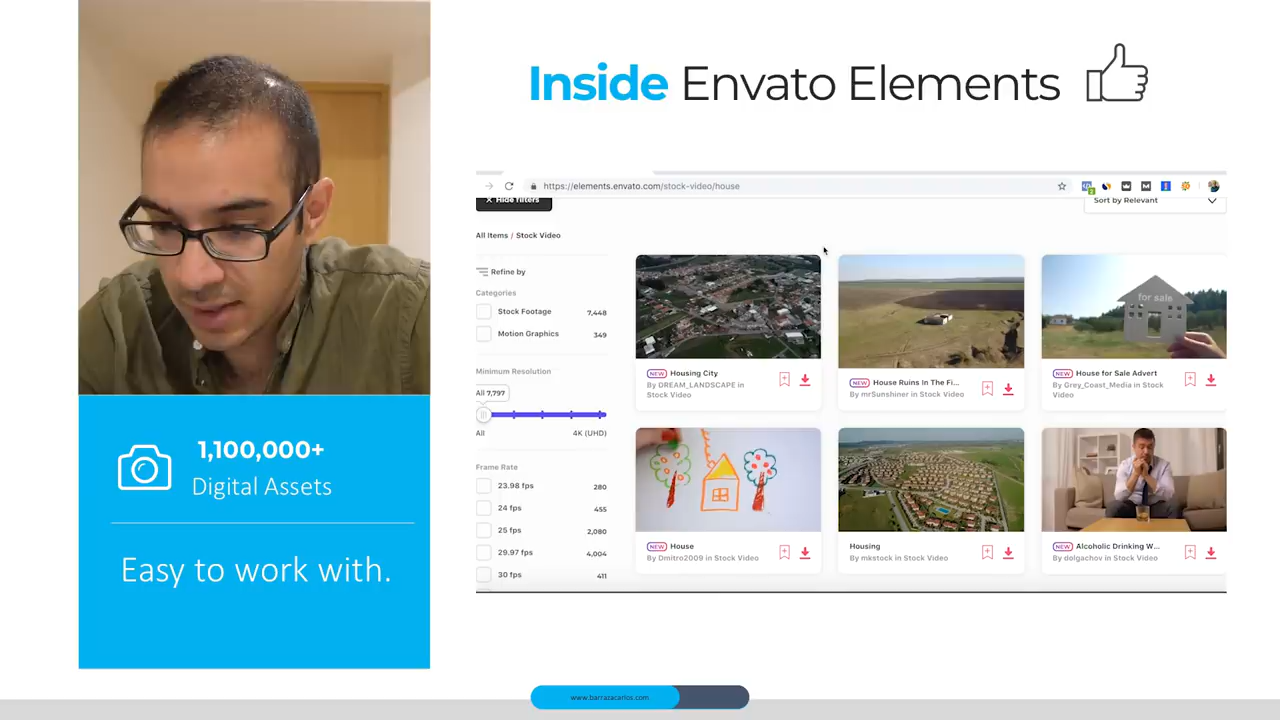 Inside Envato Elements
https://elements.envato.com/stock-video/house
Hide filters
Sort by Relevant
All Items / Stock Video
Refine by
Categories
Stock Footage 7,448
Motion Graphics 349
Minimum Resolution
All 7,797
All 4K (UHD)
Frame Rate
23.98 fps 280
24 fps 455
25 fps 2,080
29.97 fps 4,004
30 fps 411
NEW Housing City
By DREAM_LANDSCAPE in
Stock Video
NEW House Ruins In The Fi...
By mrSunshiner in Stock Video
for sale
NEW House for Sale Advert
By Grey_Coast_Media in Stock
Video
NEW House
By Dmitro2009 in Stock Video
Housing
By mkstock in Stock Video
NEW Alcoholic Drinking W...
By dolgachov in Stock Video
1,100,000+
Digital Assets
Easy to work with.
www.barrazacarlos.com